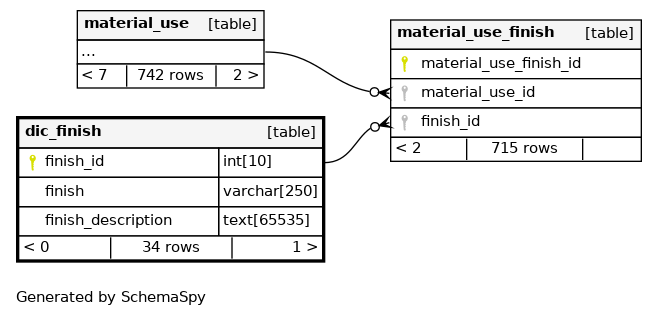 material_use [table]
...
< 7 742 rows 2 >
material_use_finish [table]
material_use_finish_id
material_use_id
finish_id
< 2 715 rows
dic_finish [table]
finish_id int[10]
finish varchar[250]
finish_description text[65535]
< 0 34 rows 1 >
Generated by SchemaSpy